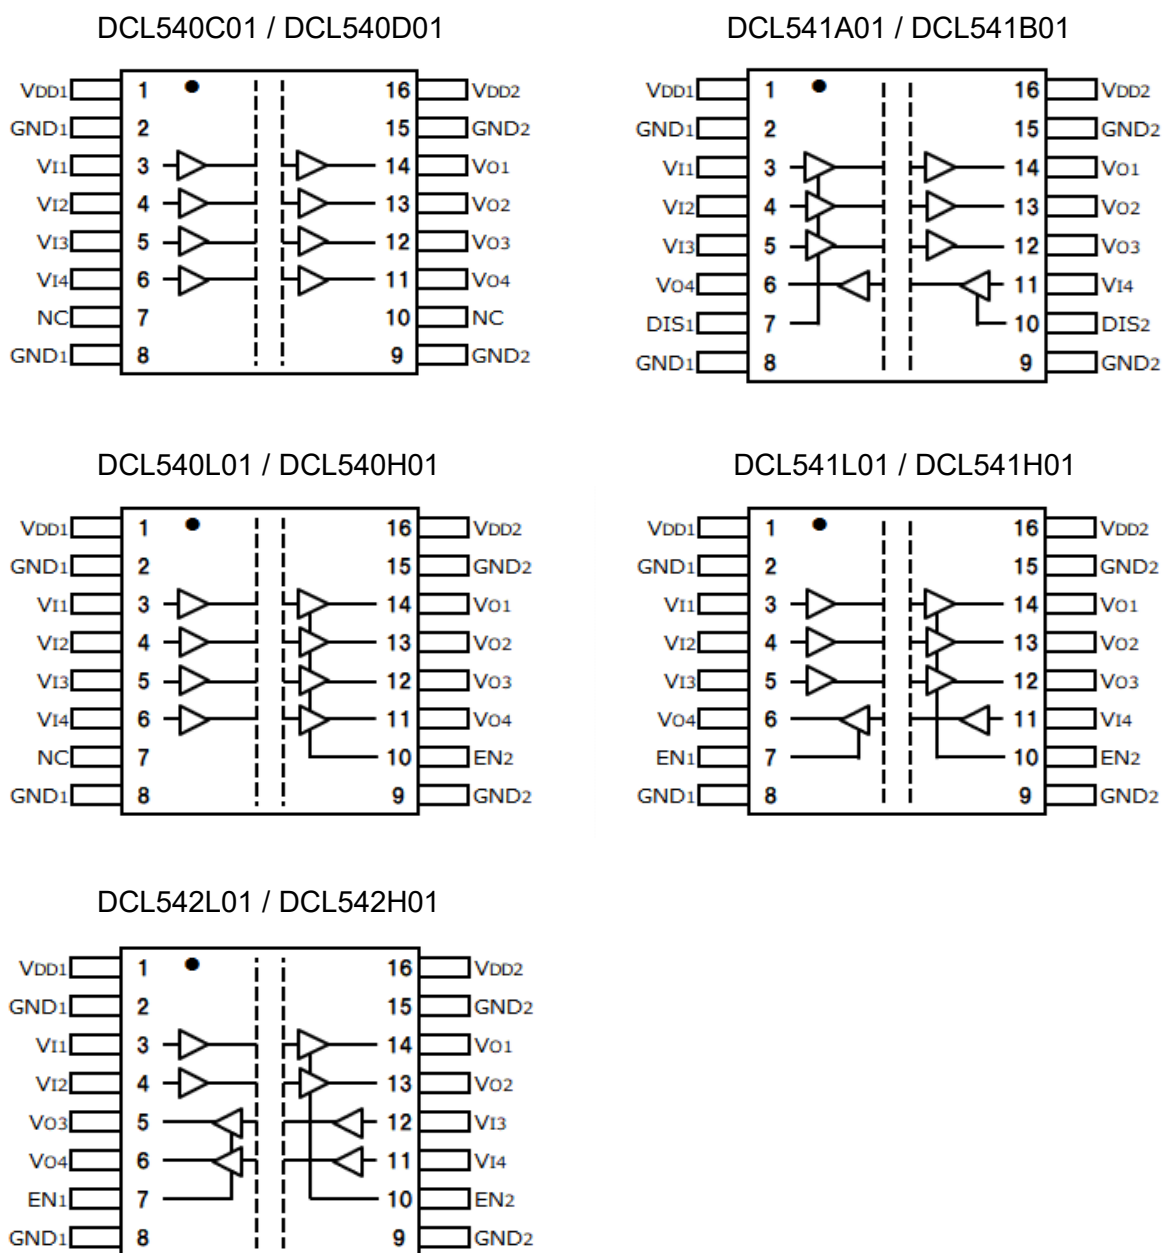 DCL540C01 / DCL540D01
VDD1 1 16 VDD2
GND1 2 15 GND2
VI1 3 14 VO1
VI2 4 13 VO2
VI3 5 12 VO3
VI4 6 11 VO4
NC 7 10 NC
GND1 8 9 GND2
DCL541A01 / DCL541B01
VDD1 1 16 VDD2
GND1 2 15 GND2
VI1 3 14 VO1
VI2 4 13 VO2
VI3 5 12 VO3
VO4 6 11 VI4
DIS1 7 10 DIS2
GND1 8 9 GND2
DCL540L01 / DCL540H01
VDD1 1 16 VDD2
GND1 2 15 GND2
VI1 3 14 VO1
VI2 4 13 VO2
VI3 5 12 VO3
VI4 6 11 VO4
NC 7 10 EN2
GND1 8 9 GND2
DCL541L01 / DCL541H01
VDD1 1 16 VDD2
GND1 2 15 GND2
VI1 3 14 VO1
VI2 4 13 VO2
VI3 5 12 VO3
VO4 6 11 VI4
EN1 7 10 EN2
GND1 8 9 GND2
DCL542L01 / DCL542H01
VDD1 1 16 VDD2
GND1 2 15 GND2
VI1 3 14 VO1
VI2 4 13 VO2
VO3 5 12 VI3
VO4 6 11 VI4
EN1 7 10 EN2
GND1 8 9 GND2